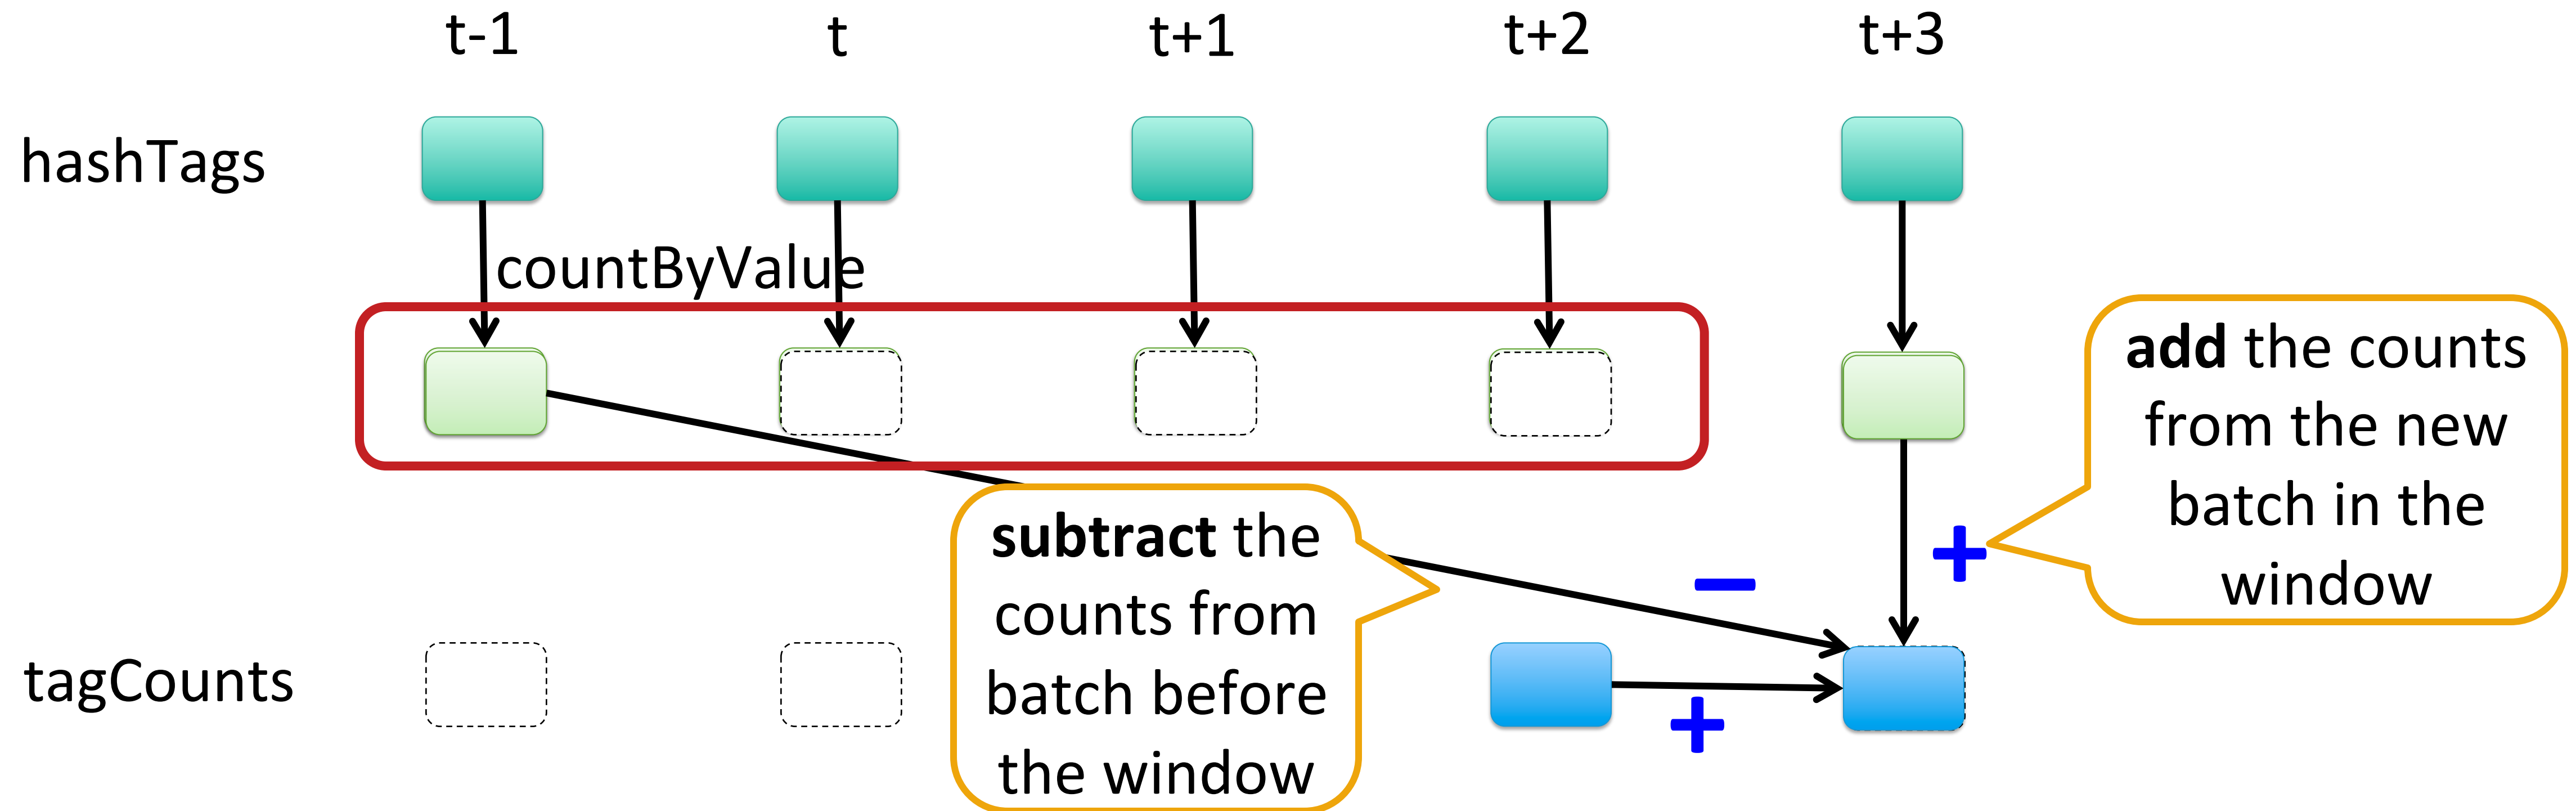 t-1 t t+1 t+2 t+3
hashTags
countByValue
add the counts
from the new
batch in the
window
+
subtract the
counts from
batch before
the window
−
tagCounts
+